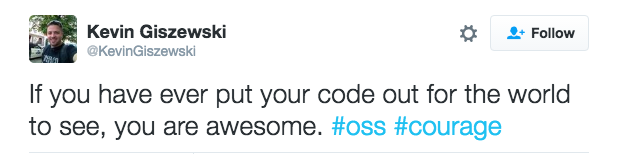 Kevin Giszewski
@KevinGiszewski
Follow
If you have ever put your code out for the world
to see, you are awesome. #oss #courage